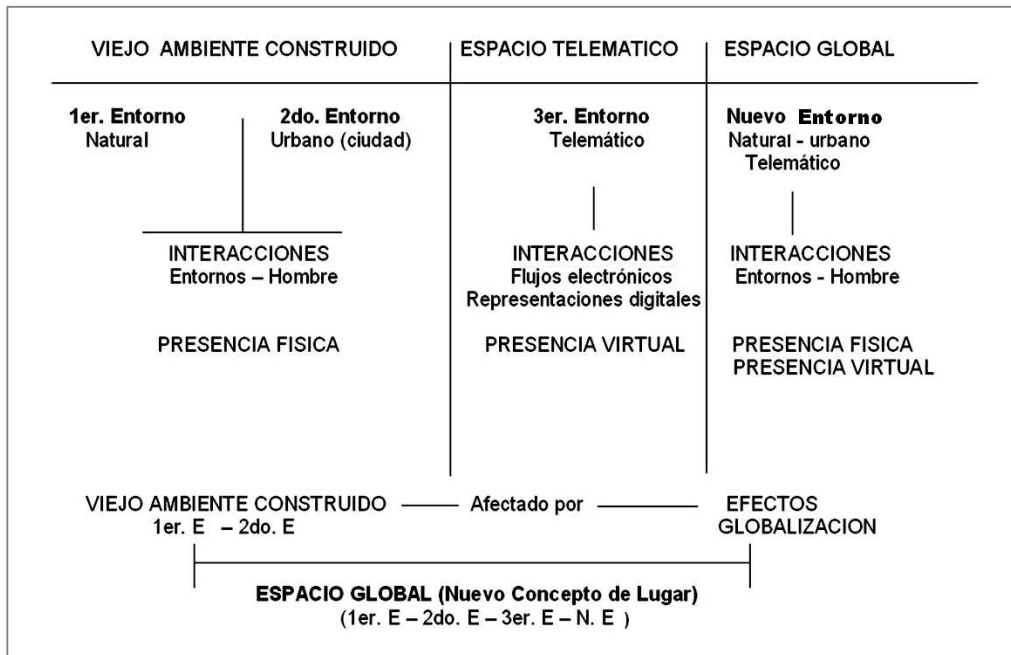 VIEJO AMBIENTE CONSTRUIDO
ESPACIO TELEMATICO
ESPACIO GLOBAL
1er. Entorno
Natural
2do. Entorno
Urbano (ciudad)
INTERACCIONES
Entornos – Hombre
PRESENCIA FISICA
3er. Entorno
Telemático
INTERACCIONES
Flujos electrónicos
Representaciones digitales
PRESENCIA VIRTUAL
Nuevo Entorno
Natural - urbano
Telemático
INTERACCIONES
Entornos - Hombre
PRESENCIA FISICA
PRESENCIA VIRTUAL
VIEJO AMBIENTE CONSTRUIDO
1er. E – 2do. E
Afectado por
EFECTOS
GLOBALIZACION
ESPACIO GLOBAL (Nuevo Concepto de Lugar)
(1er. E – 2do. E – 3er. E – N. E )